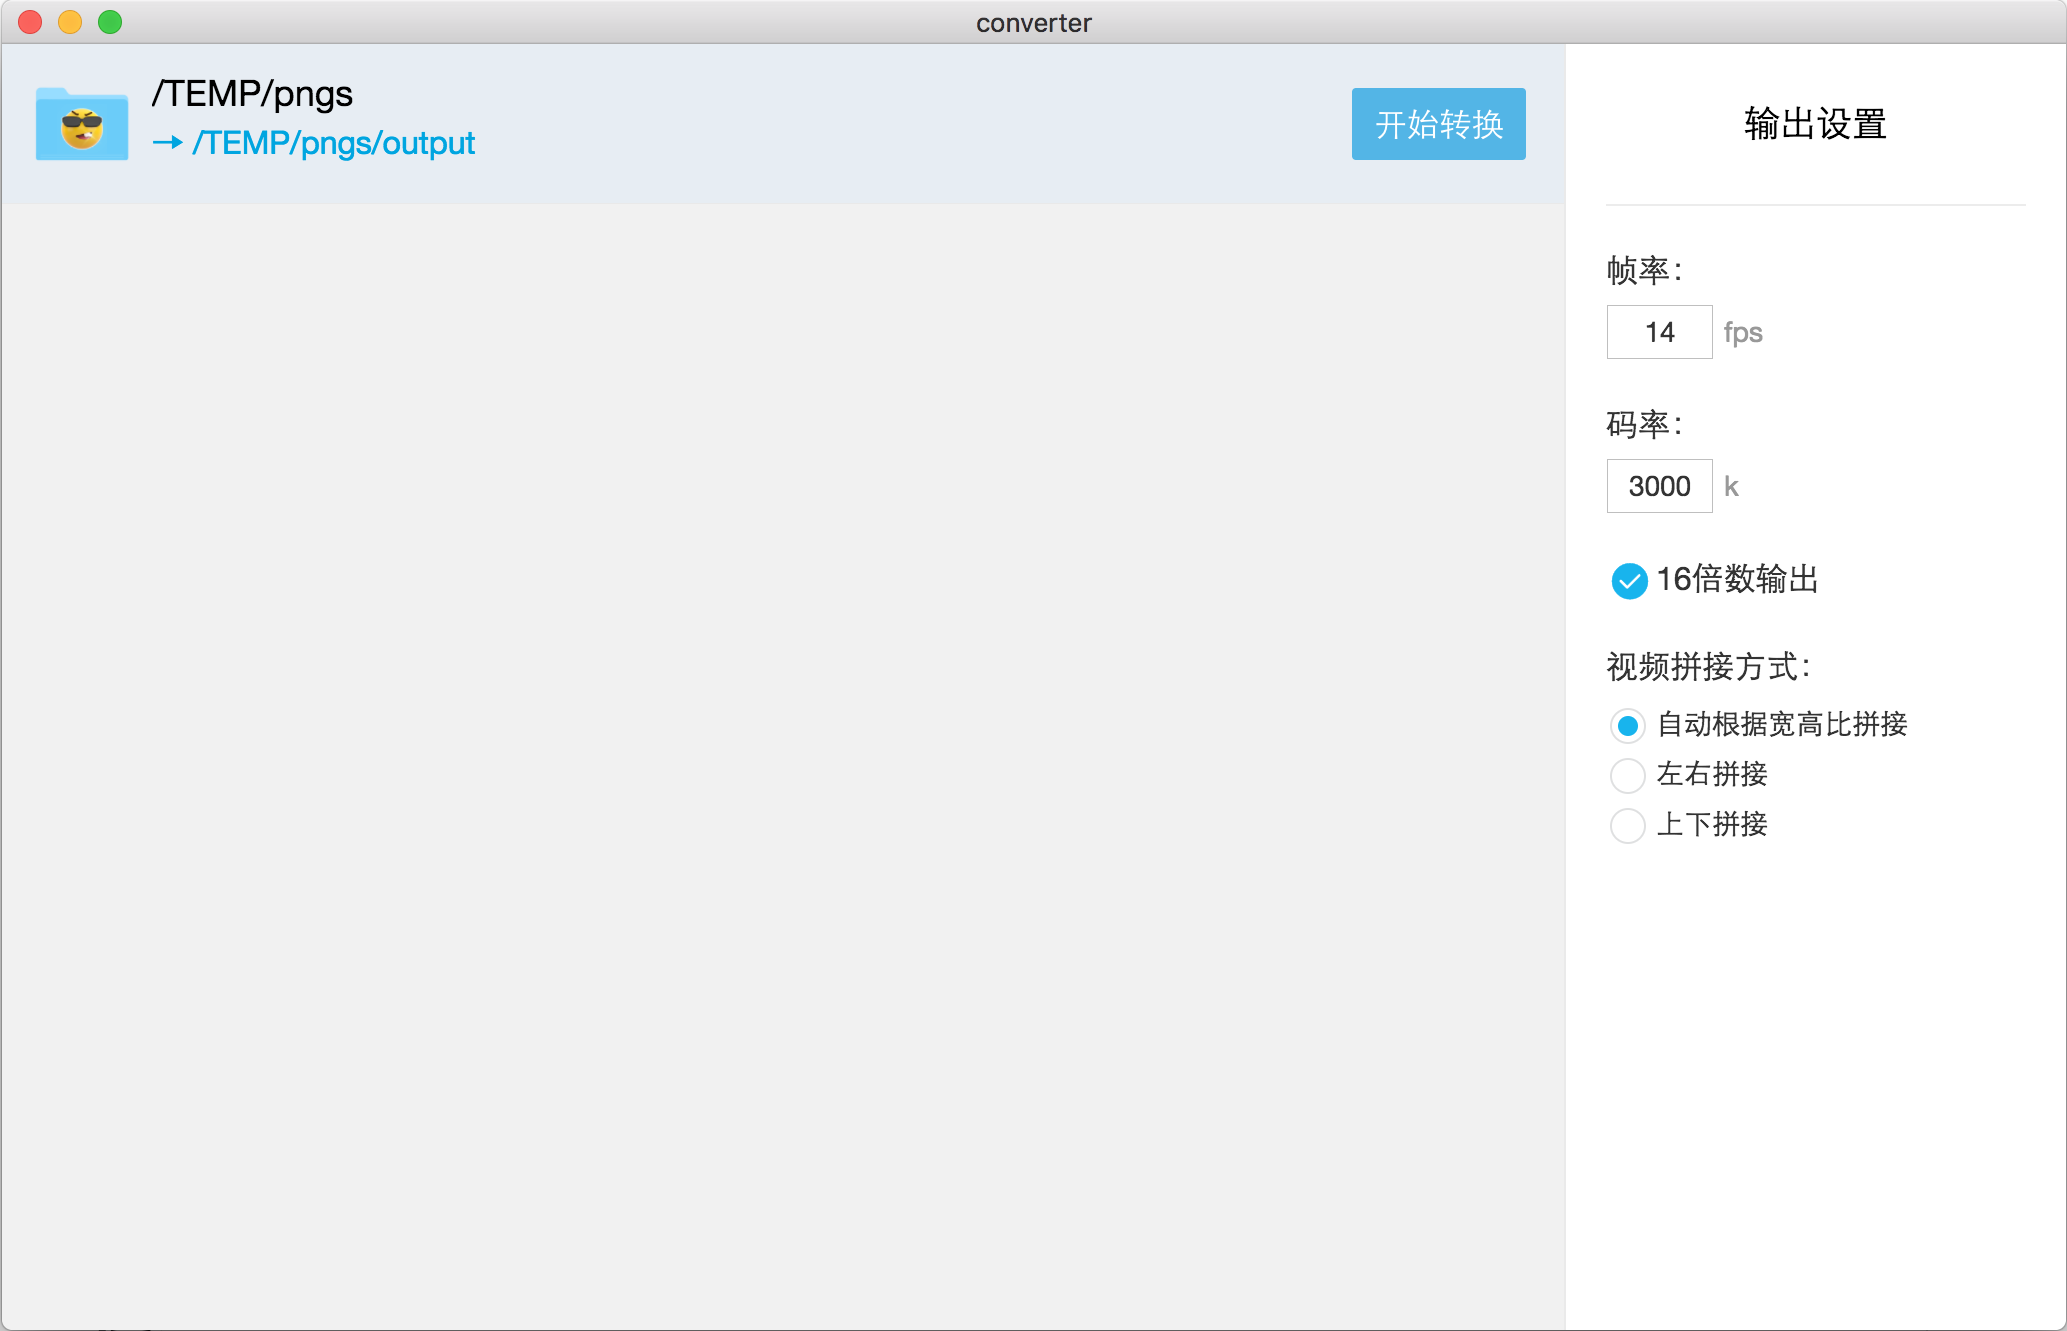 converter
/TEMP/pngs
→ /TEMP/pngs/output
开始转换
输出设置
帧率：
14 fps
码率：
3000 k
16倍数输出
视频拼接方式：
自动根据宽高比拼接
左右拼接
上下拼接